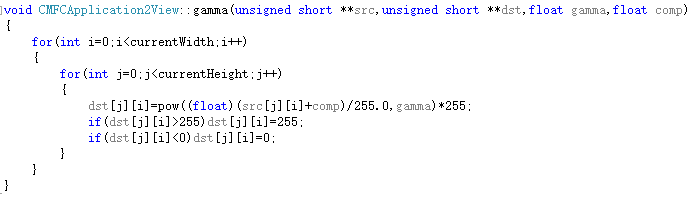 void CMFCApplication2View::gamma(unsigned short **src,unsigned short **dst,float gamma,float comp)
{
    for(int i=0;i<currentWidth;i++)
    {
        for(int j=0;j<currentHeight;j++)
        {
            dst[j][i]=pow((float)(src[j][i]+comp)/255.0,gamma)*255;
            if(dst[j][i]>255)dst[j][i]=255;
            if(dst[j][i]<0)dst[j][i]=0;
        }
    }
}